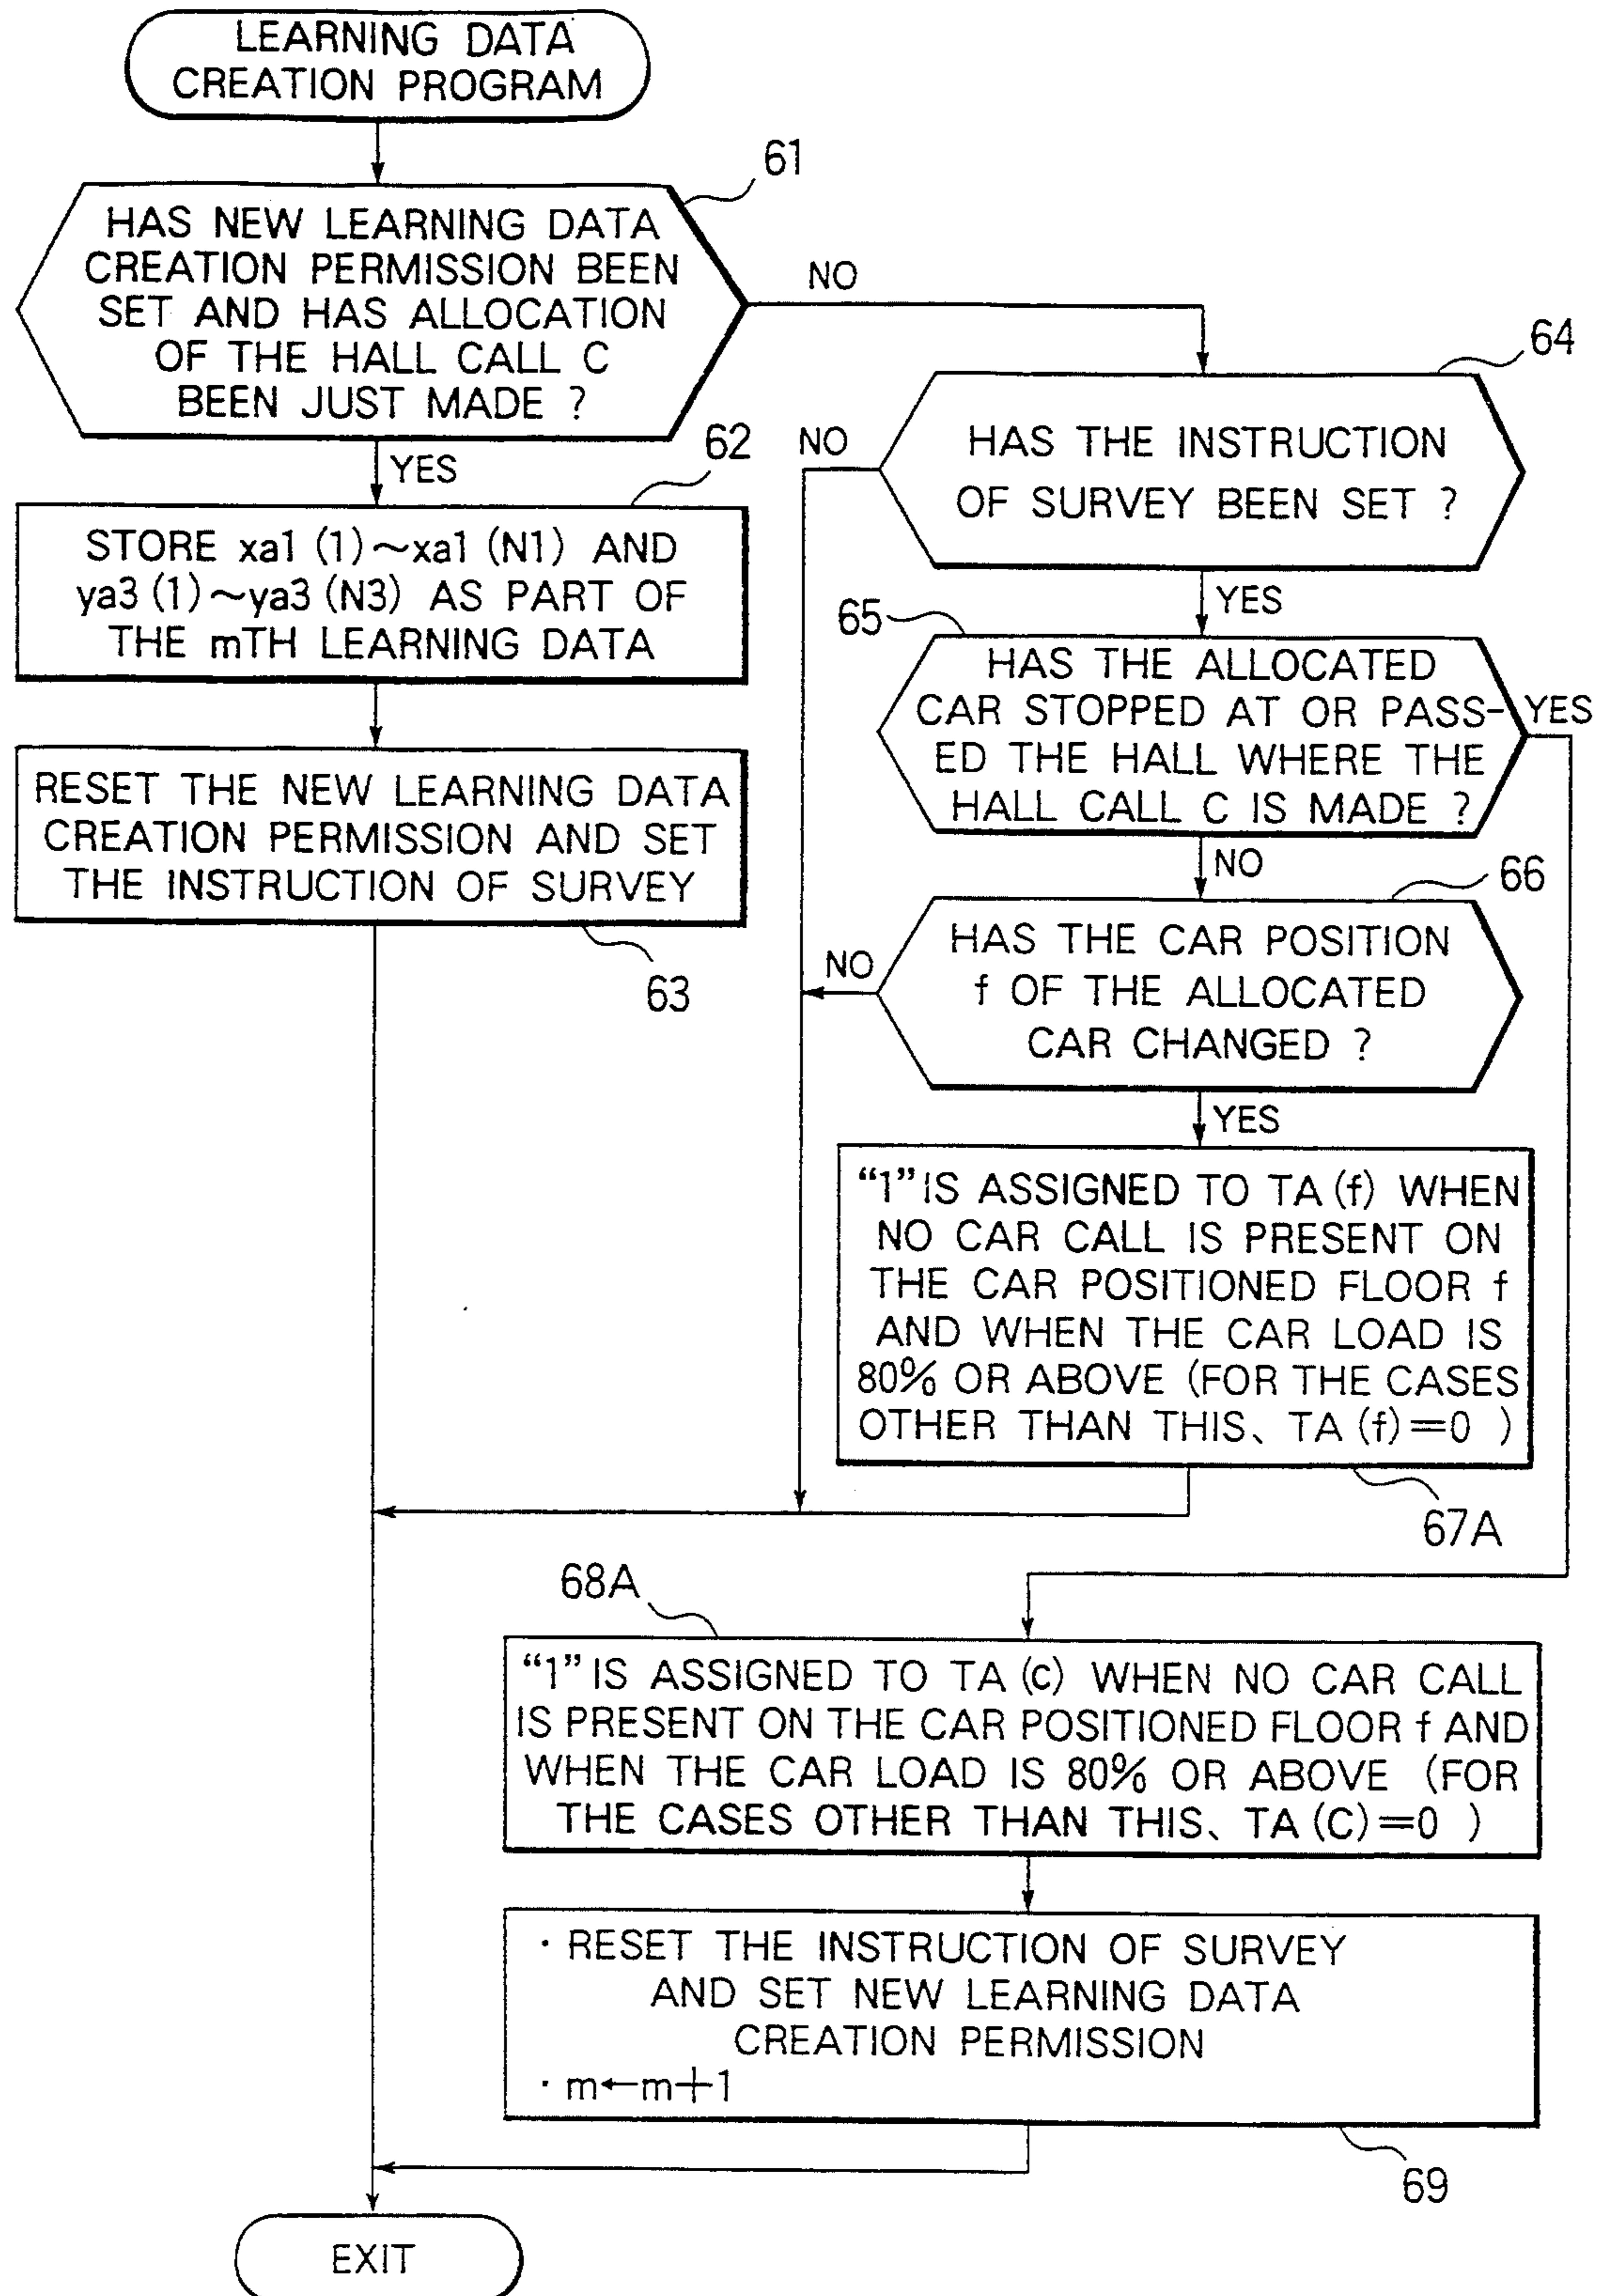 LEARNING DATA
CREATION PROGRAM
61
HAS NEW LEARNING DATA
CREATION PERMISSION BEEN
SET AND HAS ALLOCATION
OF THE HALL CALL C
BEEN JUST MADE ?
NO
YES
62
STORE xa1 (1)~xa1 (N1) AND
ya3 (1)~ya3 (N3) AS PART OF
THE mTH LEARNING DATA
RESET THE NEW LEARNING DATA
CREATION PERMISSION AND SET
THE INSTRUCTION OF SURVEY
63
64
NO
HAS THE INSTRUCTION
OF SURVEY BEEN SET ?
YES
65
HAS THE ALLOCATED
CAR STOPPED AT OR PASS-
ED THE HALL WHERE THE
HALL CALL C IS MADE ?
YES
NO
66
HAS THE CAR POSITION
f OF THE ALLOCATED
CAR CHANGED ?
NO
YES
“1” IS ASSIGNED TO TA (f) WHEN
NO CAR CALL IS PRESENT ON
THE CAR POSITIONED FLOOR f
AND WHEN THE CAR LOAD IS
80% OR ABOVE (FOR THE CASES
OTHER THAN THIS、 TA (f)=0 )
67A
68A
“1” IS ASSIGNED TO TA (c) WHEN NO CAR CALL
IS PRESENT ON THE CAR POSITIONED FLOOR f AND
WHEN THE CAR LOAD IS 80% OR ABOVE (FOR
THE CASES OTHER THAN THIS、 TA (C)=0 )
· RESET THE INSTRUCTION OF SURVEY
AND SET NEW LEARNING DATA
CREATION PERMISSION
· m←m+1
69
EXIT